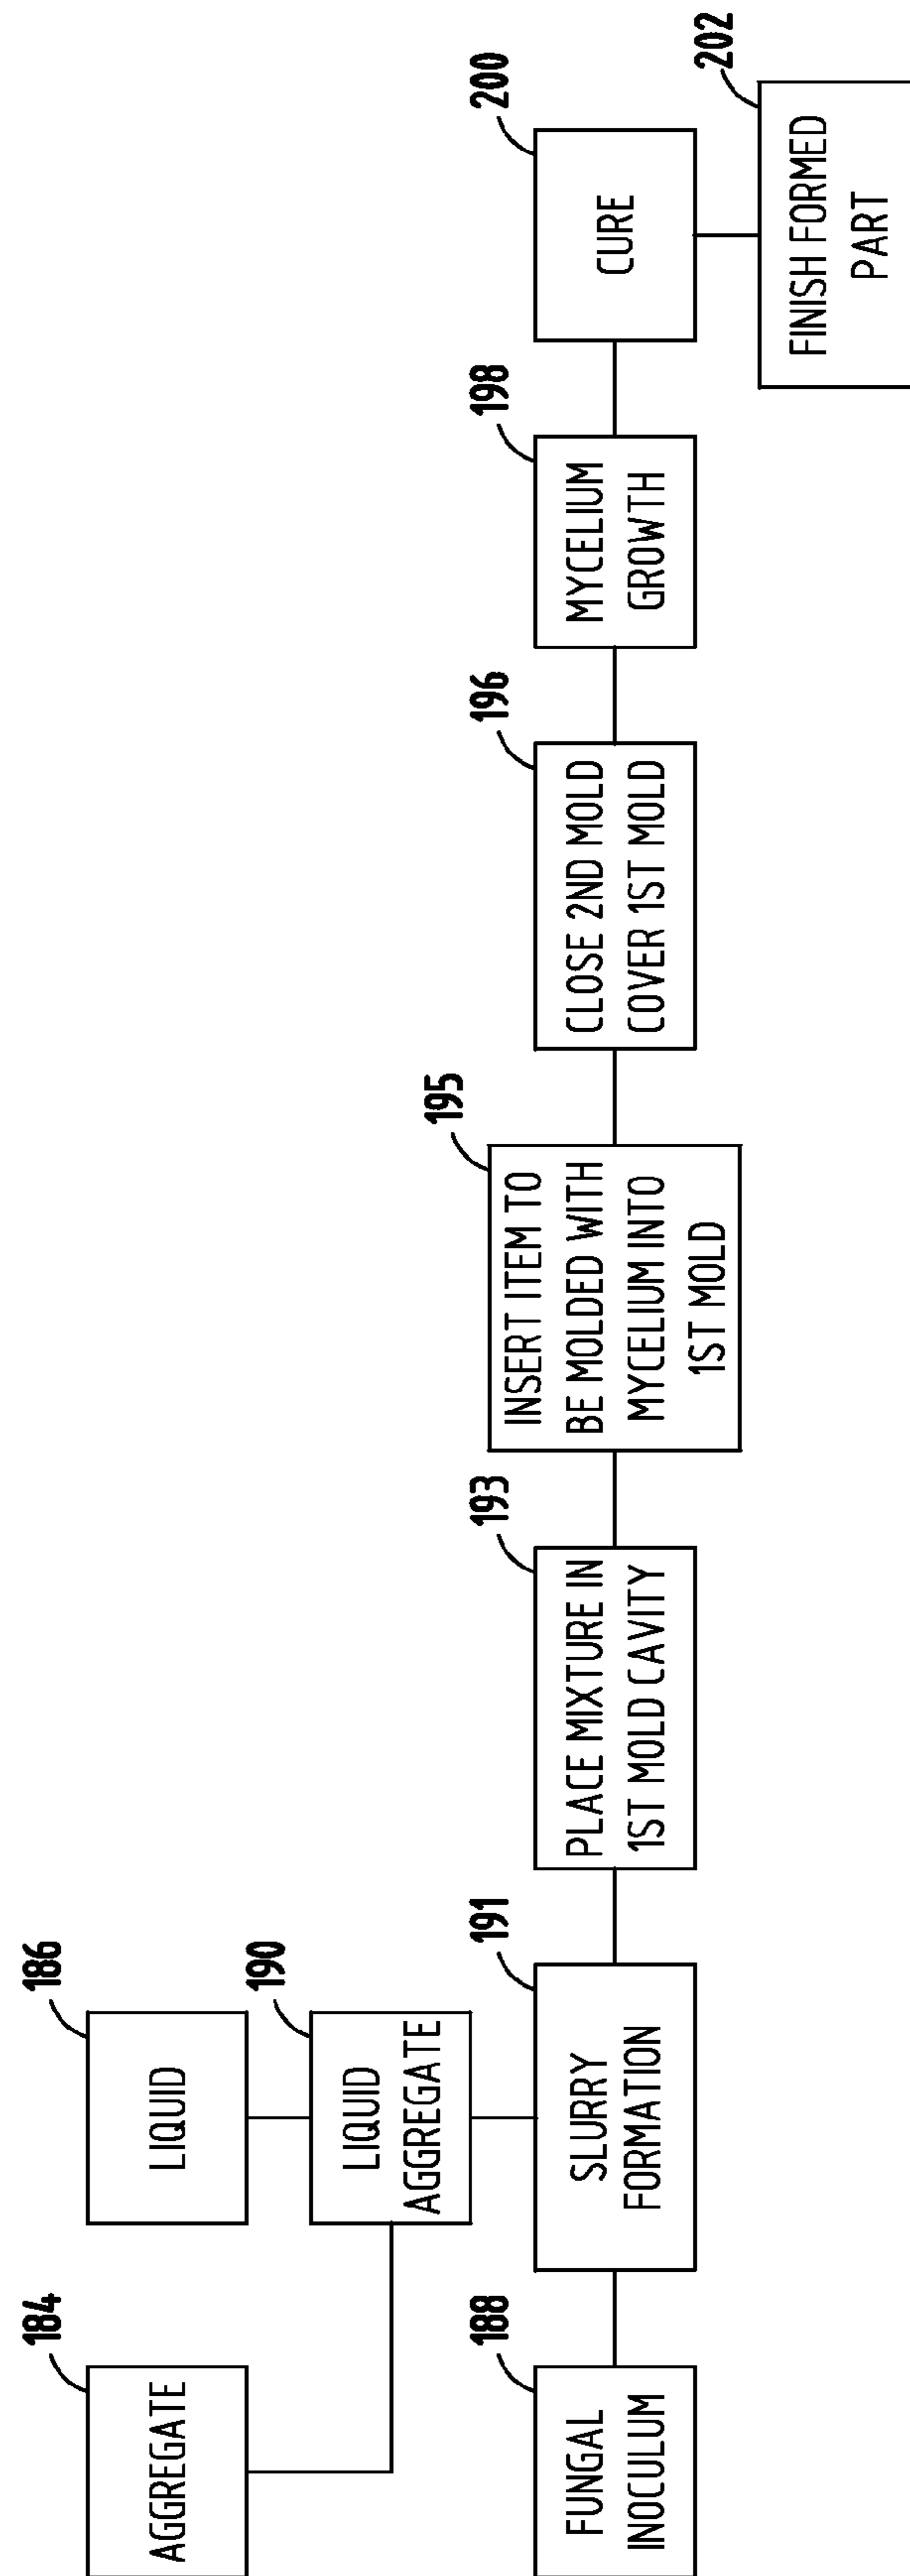 184
AGGREGATE
186
LIQUID
190
LIQUID
AGGREGATE
188
FUNGAL
INOCULUM
191
SLURRY
FORMATION
193
PLACE MIXTURE IN
1ST MOLD CAVITY
195
INSERT ITEM TO
BE MOLDED WITH
MYCELIUM INTO
1ST MOLD
196
CLOSE 2ND MOLD
COVER 1ST MOLD
198
MYCELIUM
GROWTH
200
CURE
202
FINISH FORMED
PART